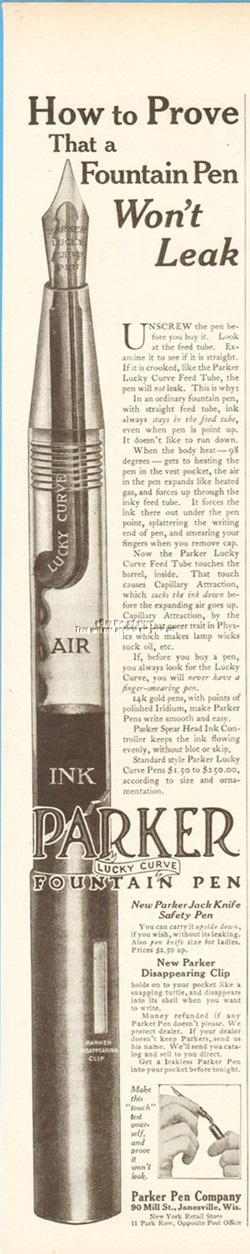 How to Prove
That a
Fountain Pen
Won't
Leak
PARKER
LUCKY
CURVE
PEN
UNSCREW the pen be-
fore you buy it. Look
at the feed tube. Ex-
amine it to see if it is straight.
If it is crooked, like the Parker
Lucky Curve Feed Tube, the
pen will not leak. This is why:
In an ordinary fountain pen,
with straight feed tube, ink
always stays in the feed tube,
even when pen is point up.
It doesn't like to run down.
When the body heat—98
degrees—gets to heating the
pen in the vest pocket, the air
in the pen expands like heated
gas, and forces up through the
inky feed tube. It forces the
ink there out under the pen
point, splattering the writing
end of pen, and smearing your
fingers when you remove cap.
Now the Parker Lucky
Curve Feed Tube touches the
barrel, inside. That touch
causes Capillary Attraction,
which sucks the ink down be-
fore the expanding air goes up.
Capillary Attraction, by the
that queer trait in Phys-
ics which makes lamp wicks
suck oil, etc.
If, before you buy a pen,
you always look for the Lucky
Curve, you will never have a
finger-smearing pen.
14k gold pens, with points of
polished Iridium, make Parker
Pens write smooth and easy.
Parker Spear Head Ink Con-
troller keeps the ink flowing
evenly, without blot or skip.
Standard style Parker Lucky
Curve Pens $1.50 to $250.00,
according to size and orna-
mentation.
LUCKY CURVE
AIR
INK
PARKER
LUCKY CURVE
FOUNTAIN PEN
New Parker Jack Knife
Safety Pen
You can carry it upside down,
if you wish, without its leaking.
Also pen knife size for ladies.
Prices $2.50 up.
New Parker
Disappearing Clip
holds on to your pocket like a
snapping turtle, and disappears
into its shell when you want
to write.
Money refunded if any
Parker Pen doesn't please. We
protect dealer. If your dealer
doesn't keep Parkers, send us
his name. We'll send you cata-
log and sell to you direct.
Get a leakless Parker Pen
into your pocket before tonight.
PARKER
DISAPPEARING
CLIP
Make
this
"touch"
test
your-
self,
and
prove
it
won't
leak.
Parker Pen Company
90 Mill St., Janesville, Wis.
New York Retail Store
11 Park Row, Opposite Post Office